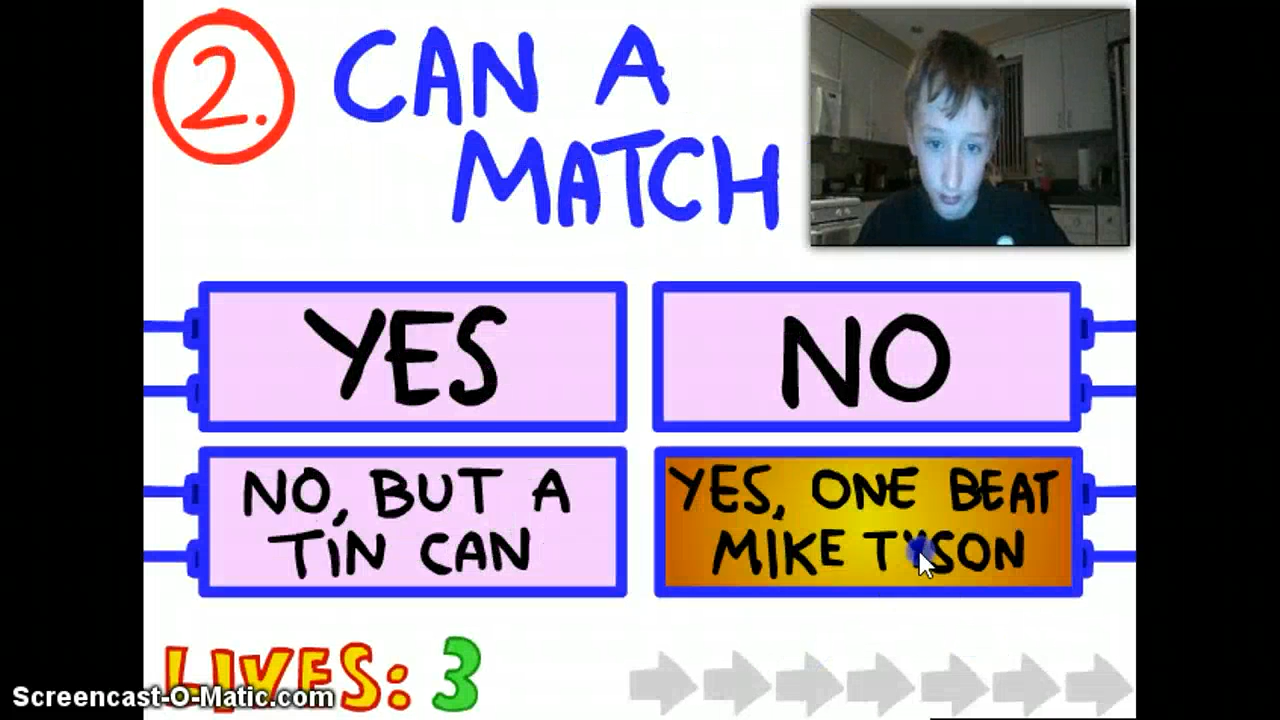 2. CAN A
MATCH
YES
NO
NO, BUT A
TIN CAN
YES, ONE BEAT
MIKE TYSON
LIVES: 3
Screencast-O-Matic.com